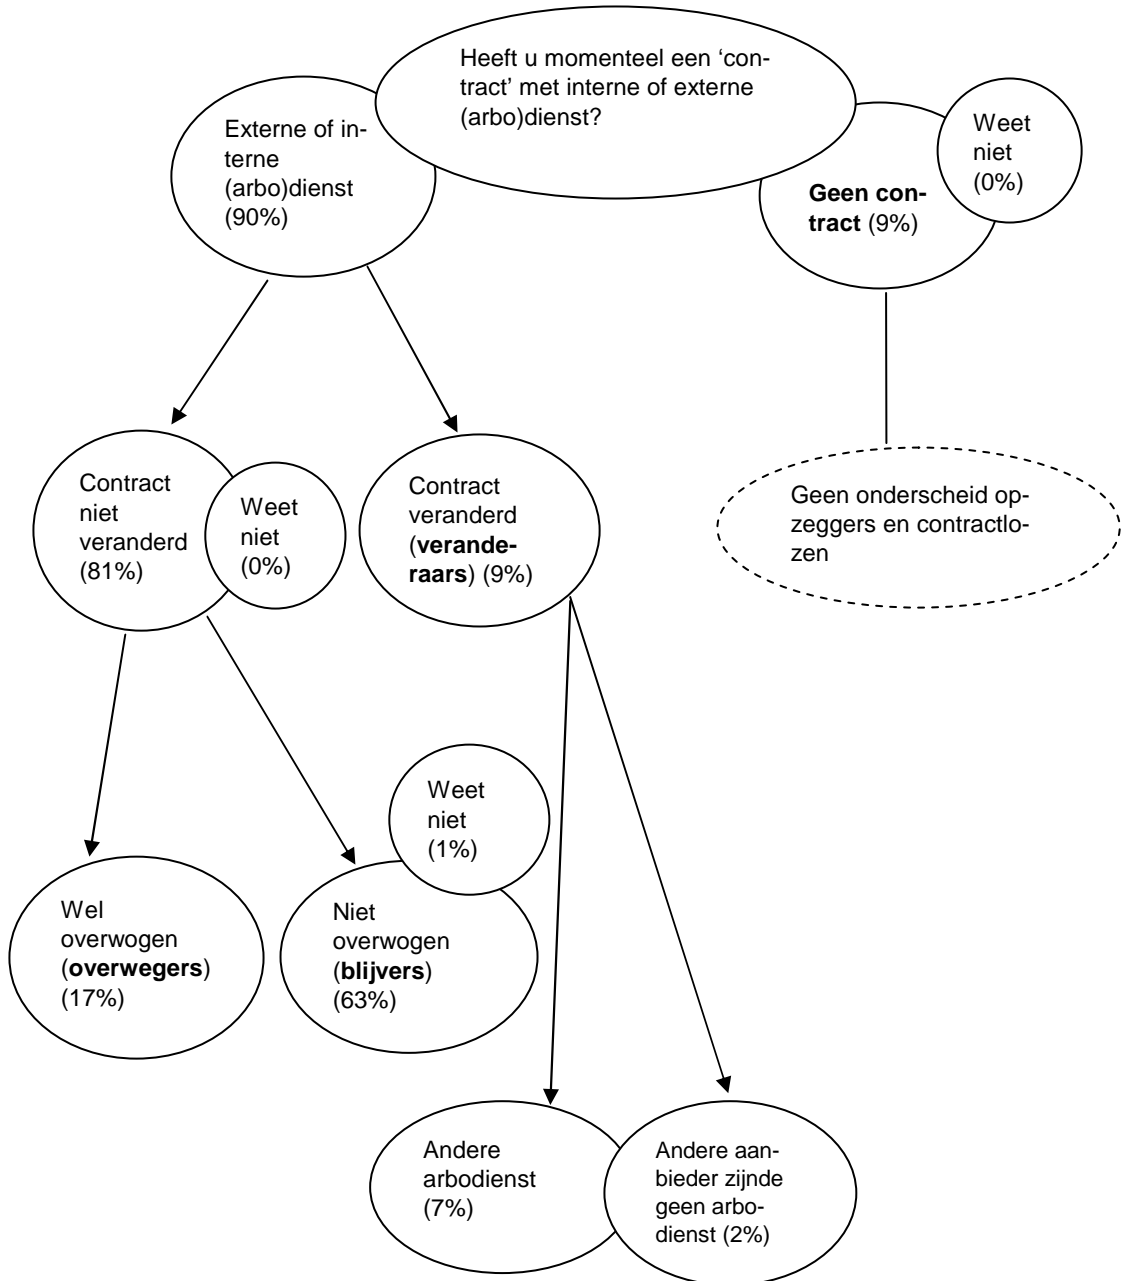 Heeft u momenteel een ‘con-
tract’ met interne of externe
(arbo)dienst?
Externe of in-
terne
(arbo)dienst
(90%)
Geen con-
tract (9%)
Weet
niet
(0%)
Contract
niet
veranderd
(81%)
Weet
niet
(0%)
Contract
veranderd
(verande-
raars) (9%)
Geen onderscheid op-
zeggers en contractlo-
zen
Wel
overwogen
(overwegers)
(17%)
Niet
overwogen
(blijvers)
(63%)
Weet
niet
(1%)
Andere
arbodienst
(7%)
Andere aan-
bieder zijnde
geen arbo-
dienst (2%)